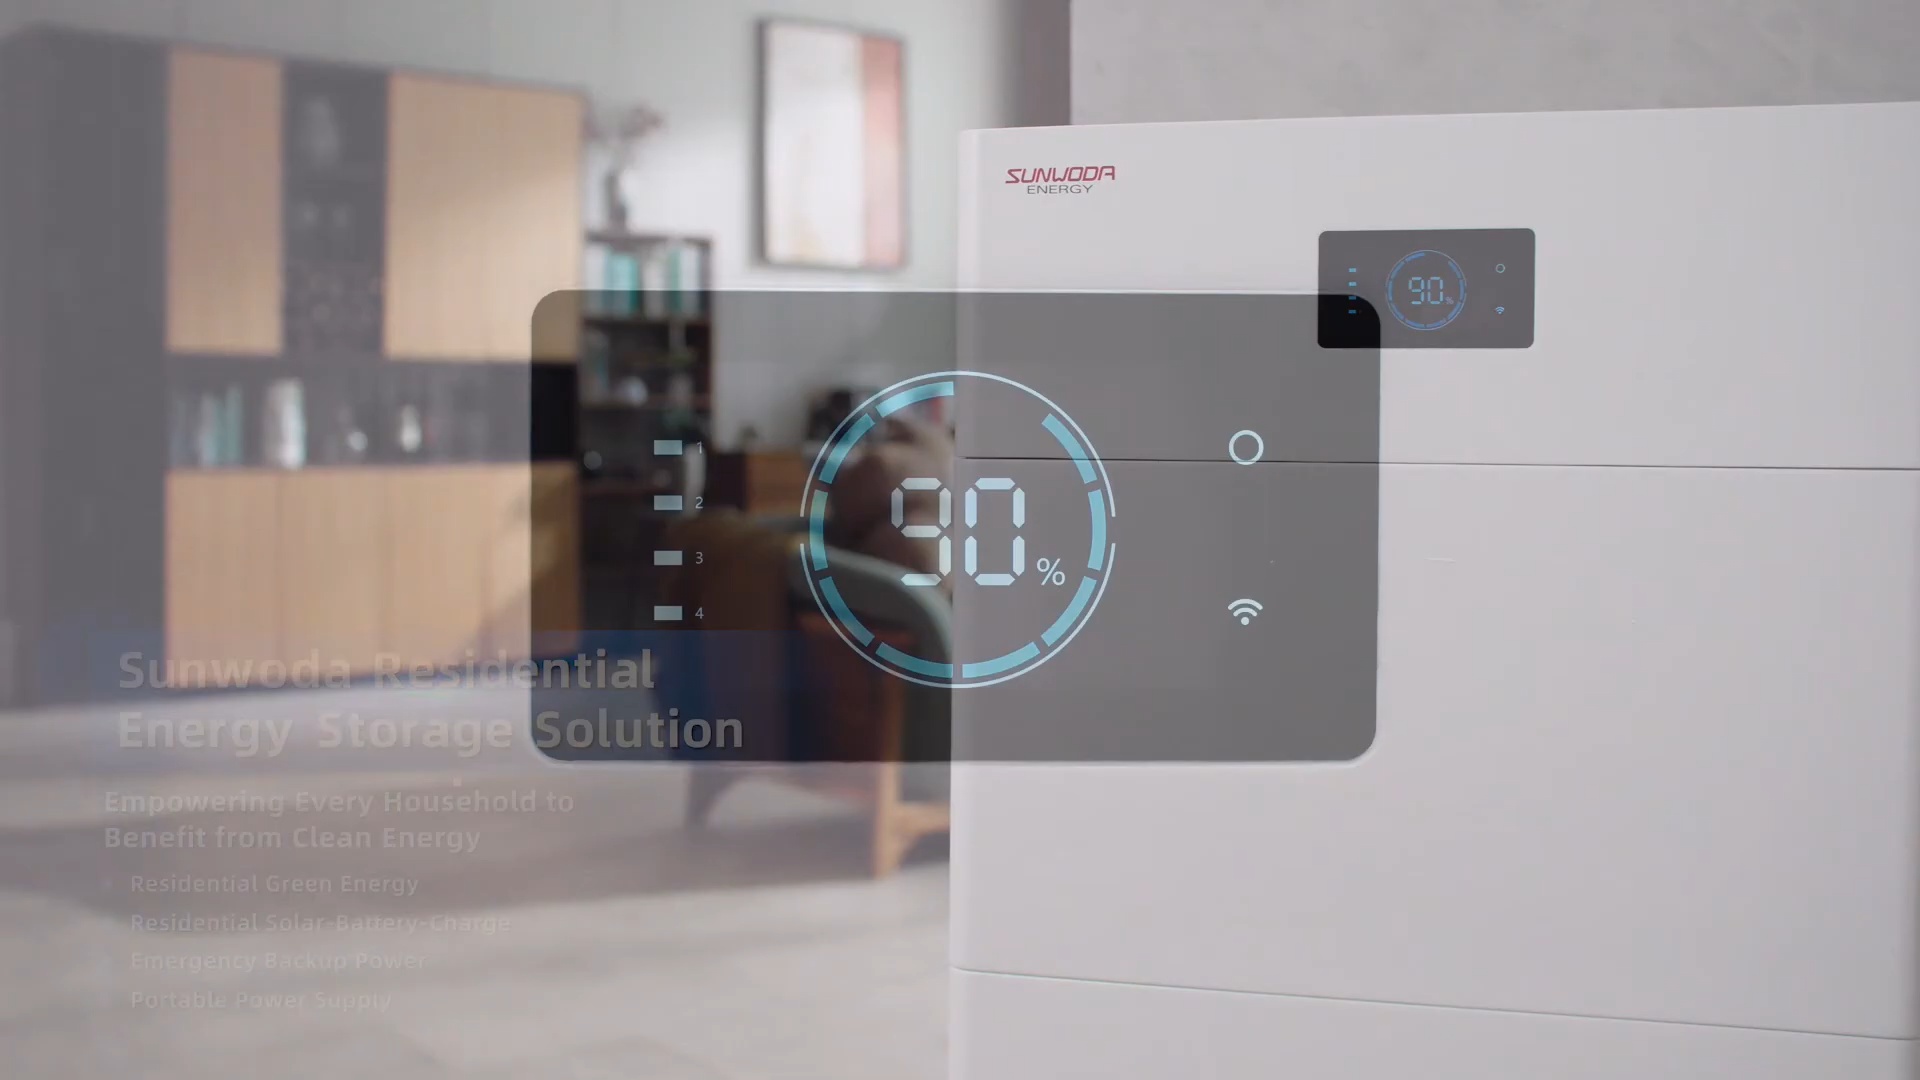 SUNWODA
ENERGY
90%
1
2
3
4
90%
Sunwoda Residential
Energy Storage Solution
Empowering Every Household to
Benefit from Clean Energy
Residential Green Energy
Residential Solar-Battery-Charge
Emergency Backup Power
Portable Power Supply